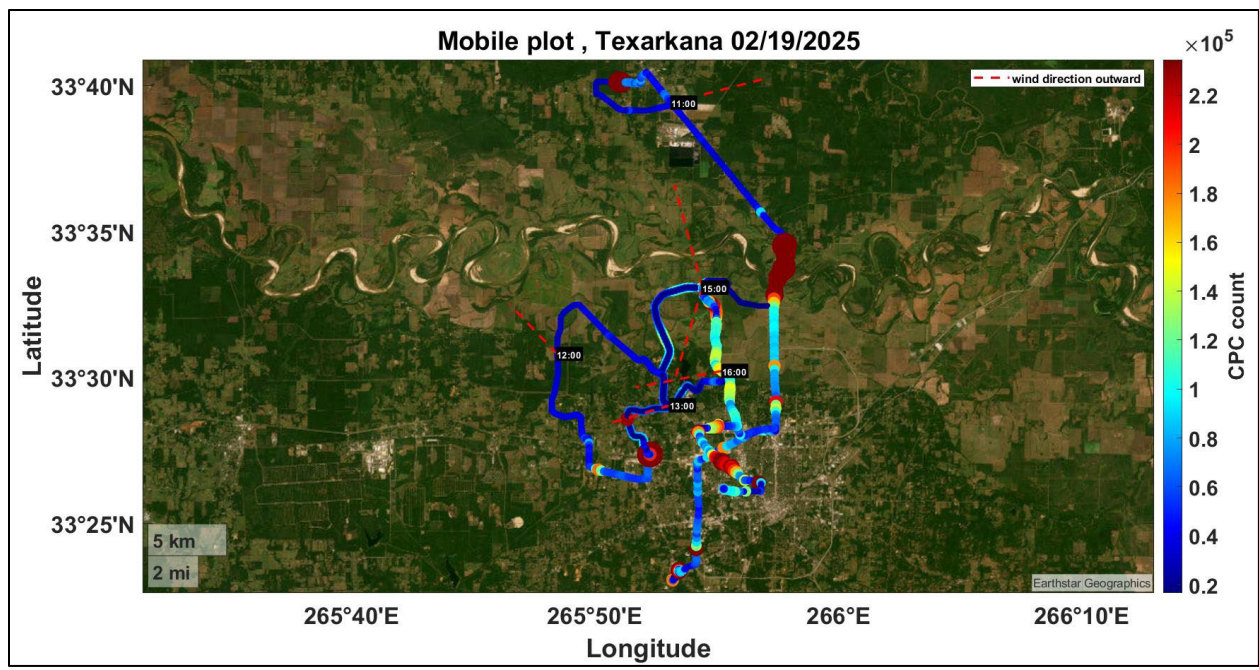 Mobile plot , Texarkana 02/19/2025
×10⁵
33°40'N
33°35'N
33°30'N
33°25'N
Latitude
wind direction outward
11:00
15:00
12:00
16:00
13:00
5 km
2 mi
Earthstar Geographics
2.2
2
1.8
1.6
1.4
1.2
1
0.8
0.6
0.4
0.2
CPC count
265°40'E
265°50'E
266°E
266°10'E
Longitude